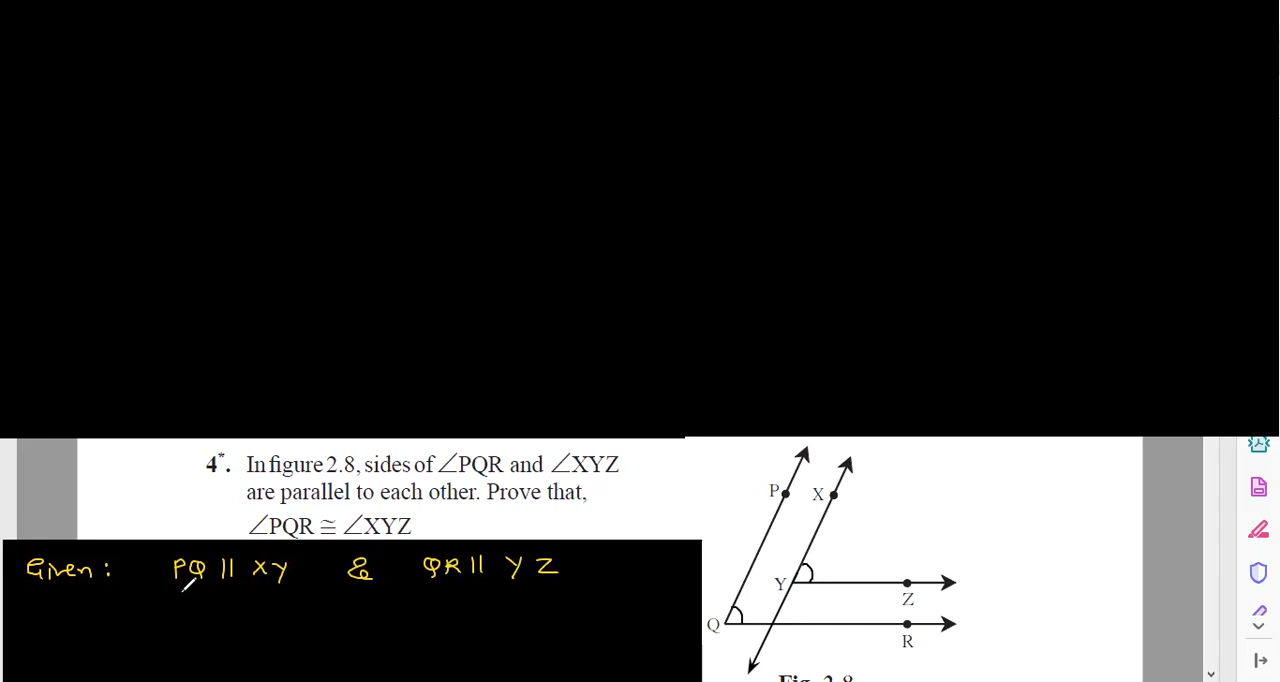 4*. In figure 2.8, sides of ∠PQR and ∠XYZ
are parallel to each other. Prove that,
∠PQR ≅ ∠XYZ
Given: PQ || XY & QR || YZ
P X
Y
Z
Q
R
Fig. 2.8